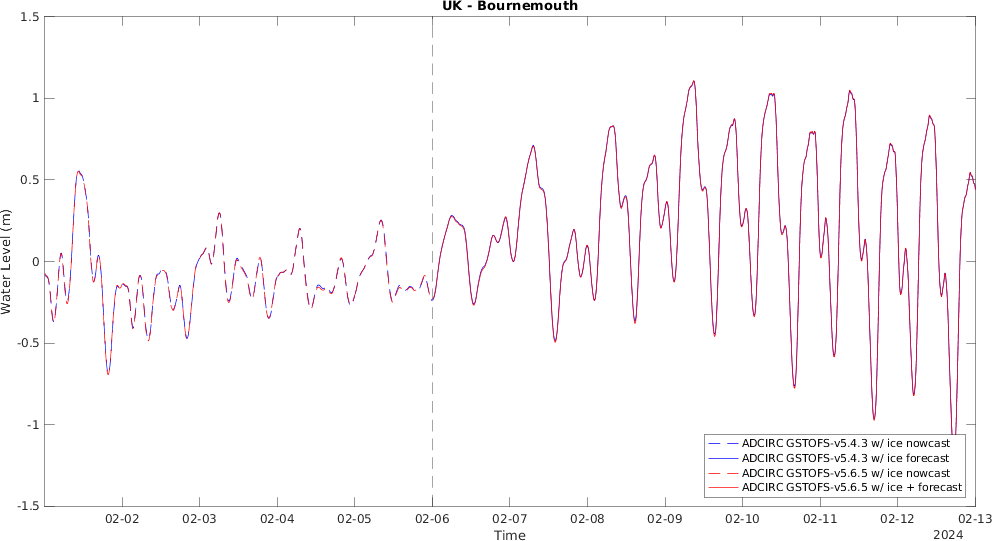 UK - Bournemouth
1.5
1
0.5
0
-0.5
-1
-1.5
Water Level (m)
02-02 02-03 02-04 02-05 02-06 02-07 02-08 02-09 02-10 02-11 02-12 02-13
Time
2024
ADCIRC GSTOFS-v5.4.3 w/ ice nowcast
ADCIRC GSTOFS-v5.4.3 w/ ice forecast
ADCIRC GSTOFS-v5.6.5 w/ ice nowcast
ADCIRC GSTOFS-v5.6.5 w/ ice + forecast